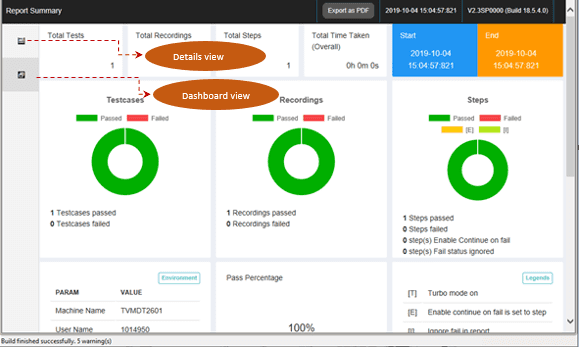 Report Summary
Export as PDF
2019-10-04 15:04:57:821
V2.3SP0000 (Build 18.5.4.0)
Total Tests
1
Total Recordings
Total Steps
1
Total Time Taken
(Overall)
0h 0m 0s
Start
2019-10-04
15:04:57:821
End
2019-10-04
15:04:57:821
Details view
Dashboard view
Testcases
Passed Failed
1 Testcases passed
0 Testcases failed
Recordings
Passed Failed
1 Recordings passed
0 Recordings failed
Steps
Passed Failed
[E] [I]
1 Steps passed
0 Steps failed
0 step(s) Enable Continue on fail
0 step(s) Fail status ignored
Environment
PARAM VALUE
Machine Name TVMDT2601
User Name 1014950
Pass Percentage
100%
Legends
[T] Turbo mode on
[E] Enable continue on fail is set to step
[I] Ignore fail in report
Build finished successfully. 5 warning(s)